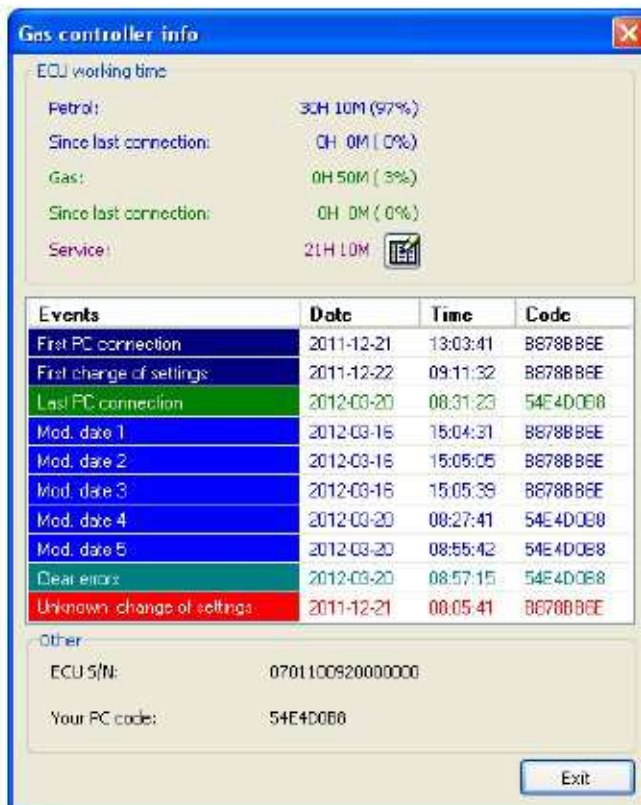 Gas controller info
ECU working time
Petrol: 30H 10M (97%)
Since last connection: 0H 0M ( 0%)
Gas: 0H 50M ( 3%)
Since last connection: 0H 0M ( 0%)
Service: 21H 10M
Events Date Time Code
First PC connection 2011-12-21 13:03:41 B878BB6E
First change of settings 2011-12-22 09:11:32 B878BB6E
Last PC connection 2012-03-20 08:31:23 54E4D0B8
Mod. date 1 2012-03-16 15:04:31 B878BB6E
Mod. date 2 2012-03-16 15:05:05 B878BB6E
Mod. date 3 2012-03-16 15:05:39 B878BB6E
Mod. date 4 2012-03-20 08:27:41 54E4D0B8
Mod. date 5 2012-03-20 08:55:42 54E4D0B8
Clear errors 2012-03-20 08:57:15 54E4D0B8
Unknown change of settings 2011-12-21 08:05:41 B878BB6E
Other
ECU S/N: 0701100920000000
Your PC code: 54E4D0B8
Exit